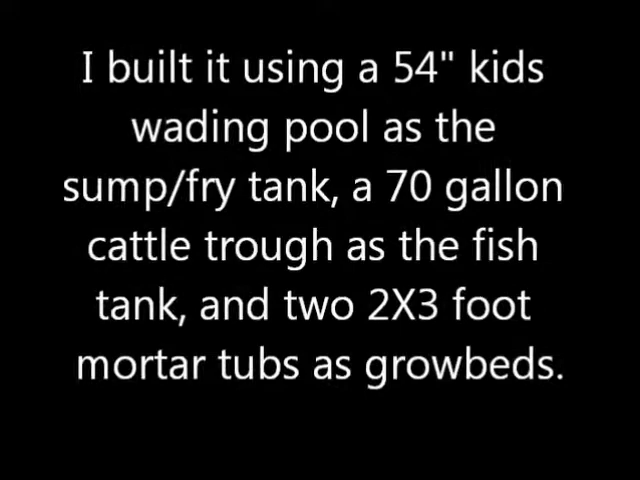 I built it using a 54" kids
wading pool as the
sump/fry tank, a 70 gallon
cattle trough as the fish
tank, and two 2X3 foot
mortar tubs as growbeds.